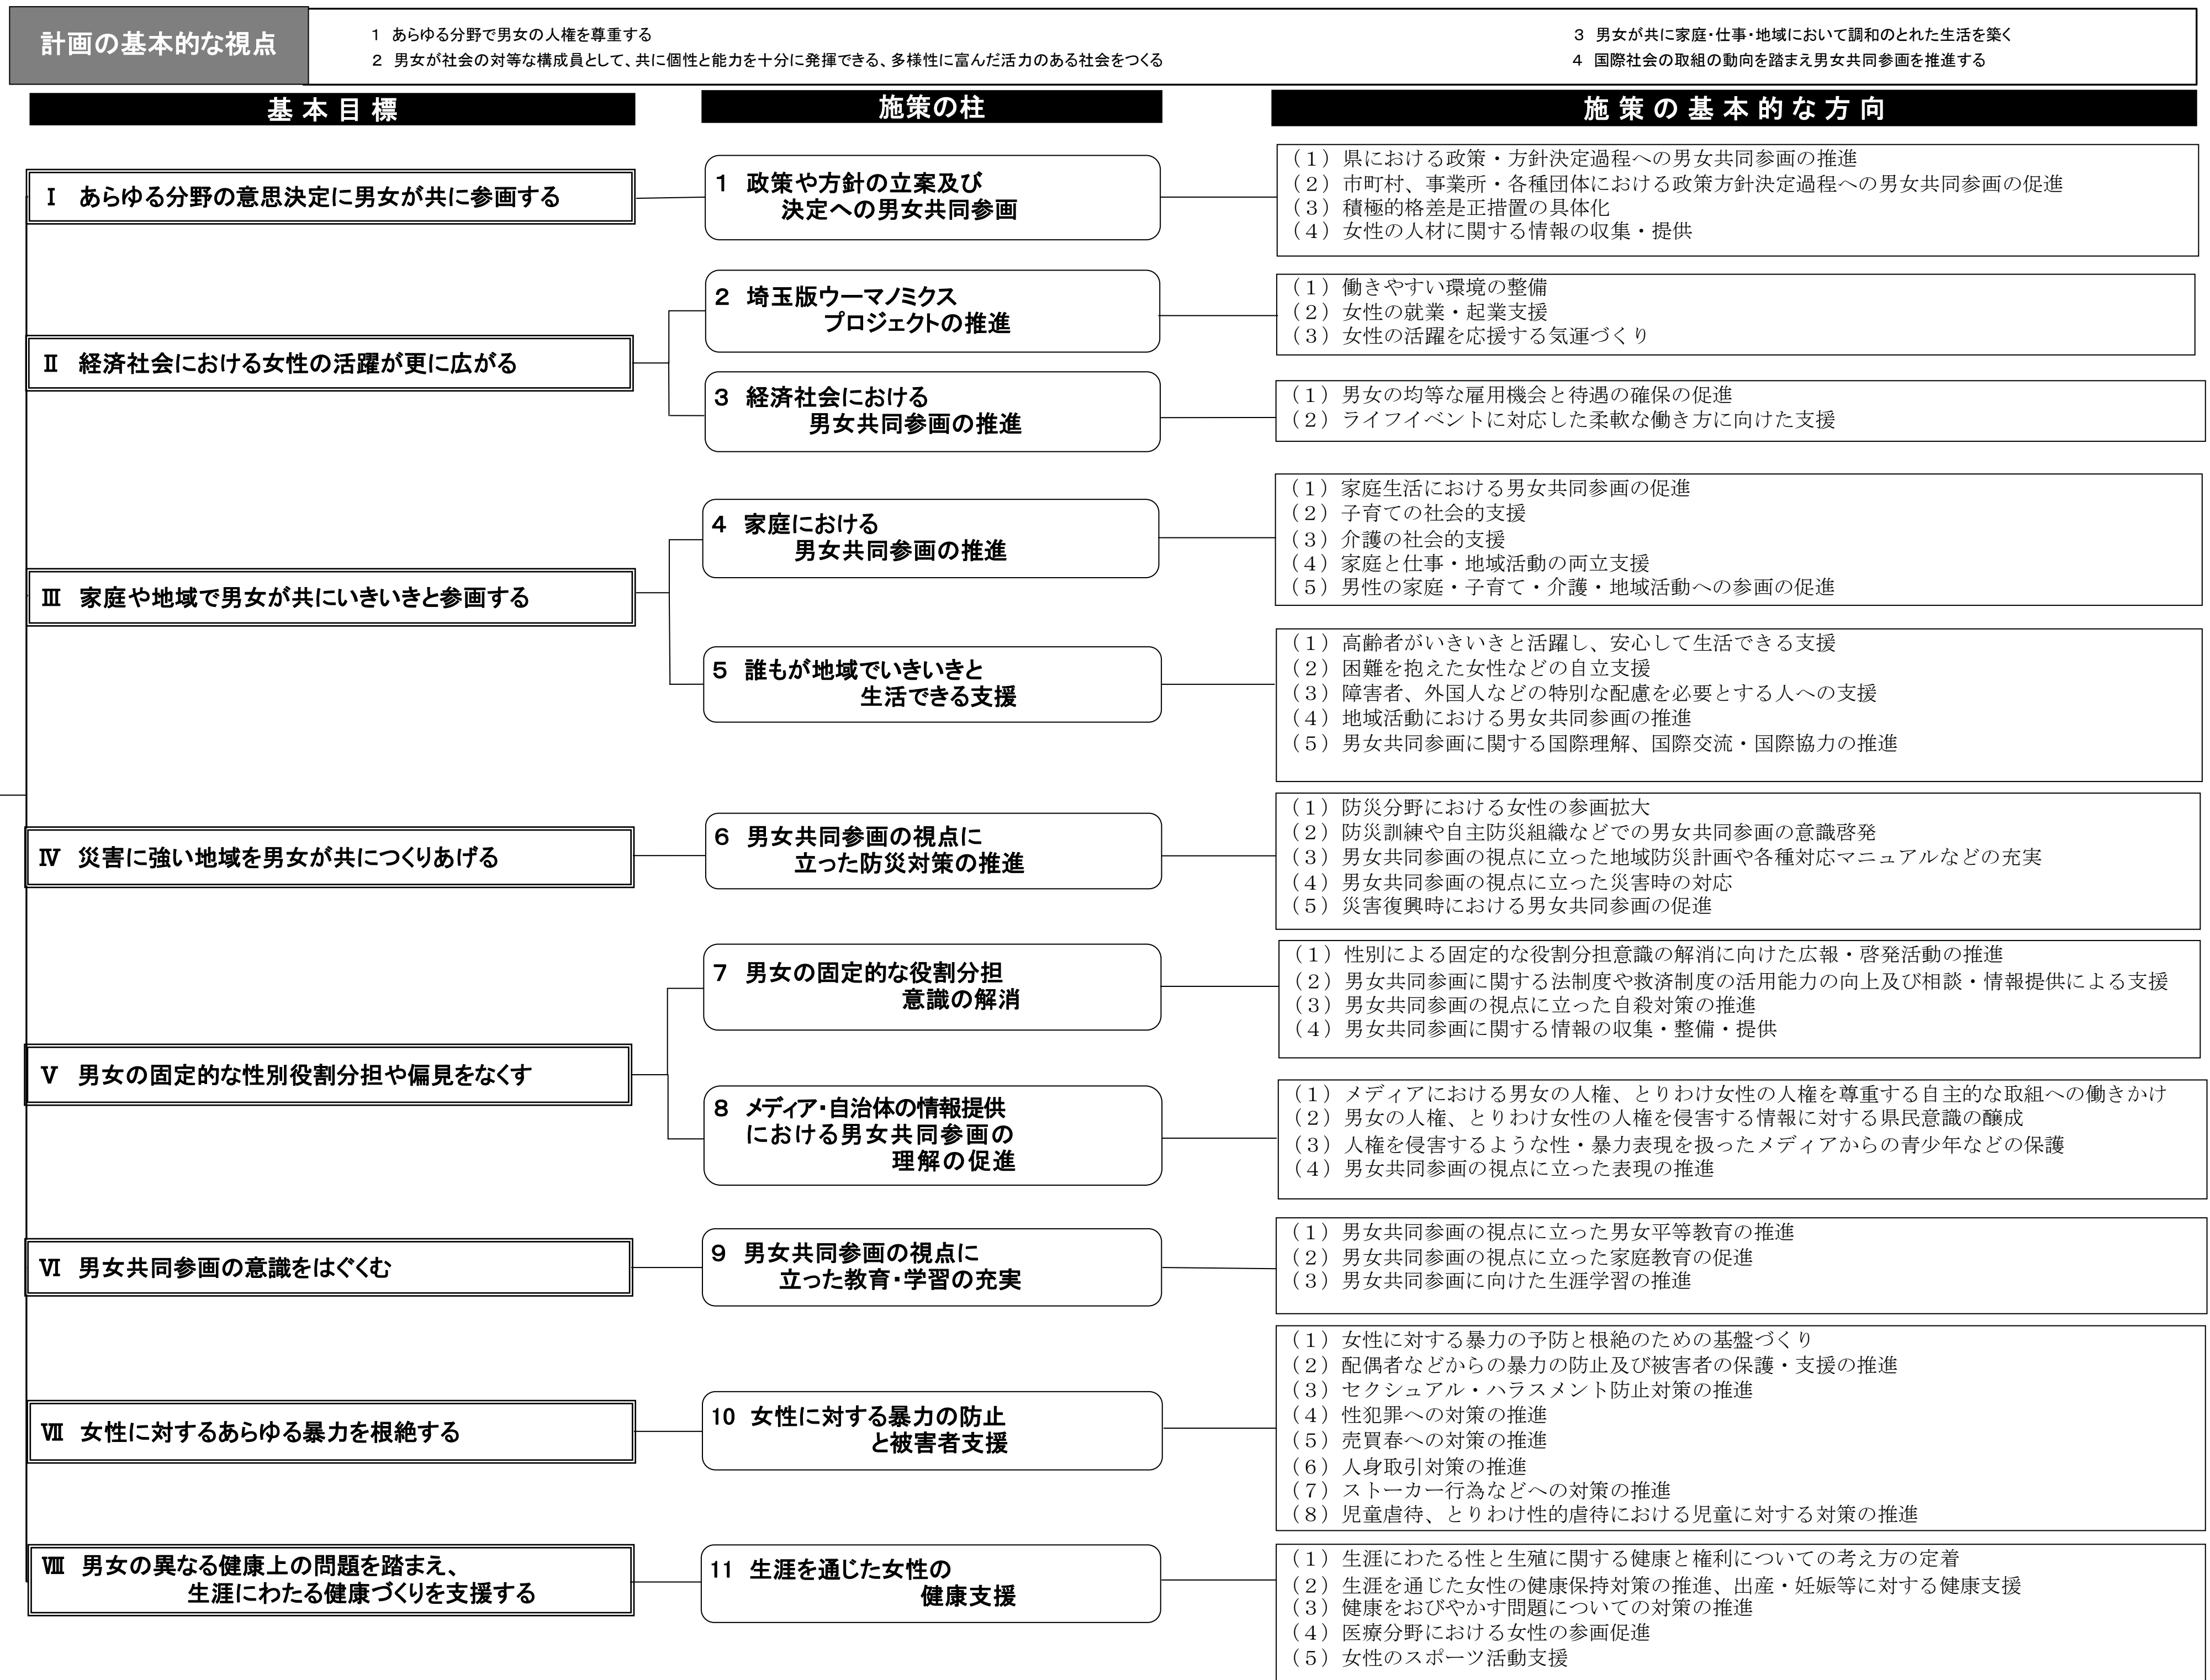 計画の基本的な視点
1 あらゆる分野で男女の人権を尊重する
2 男女が社会の対等な構成員として、共に個性と能力を十分に発揮できる、多様性に富んだ活力のある社会をつくる
3 男女が共に家庭・仕事・地域において調和のとれた生活を築く
4 国際社会の取組の動向を踏まえ男女共同参画を推進する
基本目標
施策の柱
施策の基本的な方向
Ⅰ あらゆる分野の意思決定に男女が共に参画する
1 政策や方針の立案及び
決定への男女共同参画
(1)県における政策・方針決定過程への男女共同参画の推進
(2)市町村、事業所・各種団体における政策方針決定過程への男女共同参画の促進
(3)積極的格差是正措置の具体化
(4)女性の人材に関する情報の収集・提供
Ⅱ 経済社会における女性の活躍が更に広がる
2 埼玉版ウーマノミクス
プロジェクトの推進
(1)働きやすい環境の整備
(2)女性の就業・起業支援
(3)女性の活躍を応援する気運づくり
3 経済社会における
男女共同参画の推進
(1)男女の均等な雇用機会と待遇の確保の促進
(2)ライフイベントに対応した柔軟な働き方に向けた支援
Ⅲ 家庭や地域で男女が共にいきいきと参画する
4 家庭における
男女共同参画の推進
(1)家庭生活における男女共同参画の促進
(2)子育ての社会的支援
(3)介護の社会的支援
(4)家庭と仕事・地域活動の両立支援
(5)男性の家庭・子育て・介護・地域活動への参画の促進
5 誰もが地域でいきいきと
生活できる支援
(1)高齢者がいきいきと活躍し、安心して生活できる支援
(2)困難を抱えた女性などの自立支援
(3)障害者、外国人などの特別な配慮を必要とする人への支援
(4)地域活動における男女共同参画の推進
(5)男女共同参画に関する国際理解、国際交流・国際協力の推進
Ⅳ 災害に強い地域を男女が共につくりあげる
6 男女共同参画の視点に
立った防災対策の推進
(1)防災分野における女性の参画拡大
(2)防災訓練や自主防災組織などでの男女共同参画の意識啓発
(3)男女共同参画の視点に立った地域防災計画や各種対応マニュアルなどの充実
(4)男女共同参画の視点に立った災害時の対応
(5)災害復興時における男女共同参画の促進
Ⅴ 男女の固定的な性別役割分担や偏見をなくす
7 男女の固定的な役割分担
意識の解消
(1)性別による固定的な役割分担意識の解消に向けた広報・啓発活動の推進
(2)男女共同参画に関する法制度や救済制度の活用能力の向上及び相談・情報提供による支援
(3)男女共同参画の視点に立った自殺対策の推進
(4)男女共同参画に関する情報の収集・整備・提供
8 メディア・自治体の情報提供
における男女共同参画の
理解の促進
(1)メディアにおける男女の人権、とりわけ女性の人権を尊重する自主的な取組への働きかけ
(2)男女の人権、とりわけ女性の人権を侵害する情報に対する県民意識の醸成
(3)人権を侵害するような性・暴力表現を扱ったメディアからの青少年などの保護
(4)男女共同参画の視点に立った表現の推進
Ⅵ 男女共同参画の意識をはぐくむ
9 男女共同参画の視点に
立った教育・学習の充実
(1)男女共同参画の視点に立った男女平等教育の推進
(2)男女共同参画の視点に立った家庭教育の促進
(3)男女共同参画に向けた生涯学習の推進
Ⅶ 女性に対するあらゆる暴力を根絶する
10 女性に対する暴力の防止
と被害者支援
(1)女性に対する暴力の予防と根絶のための基盤づくり
(2)配偶者などからの暴力の防止及び被害者の保護・支援の推進
(3)セクシュアル・ハラスメント防止対策の推進
(4)性犯罪への対策の推進
(5)売買春への対策の推進
(6)人身取引対策の推進
(7)ストーカー行為などへの対策の推進
(8)児童虐待、とりわけ性的虐待における児童に対する対策の推進
Ⅷ 男女の異なる健康上の問題を踏まえ、
生涯にわたる健康づくりを支援する
11 生涯を通じた女性の
健康支援
(1)生涯にわたる性と生殖に関する健康と権利についての考え方の定着
(2)生涯を通じた女性の健康保持対策の推進、出産・妊娠等に対する健康支援
(3)健康をおびやかす問題についての対策の推進
(4)医療分野における女性の参画促進
(5)女性のスポーツ活動支援